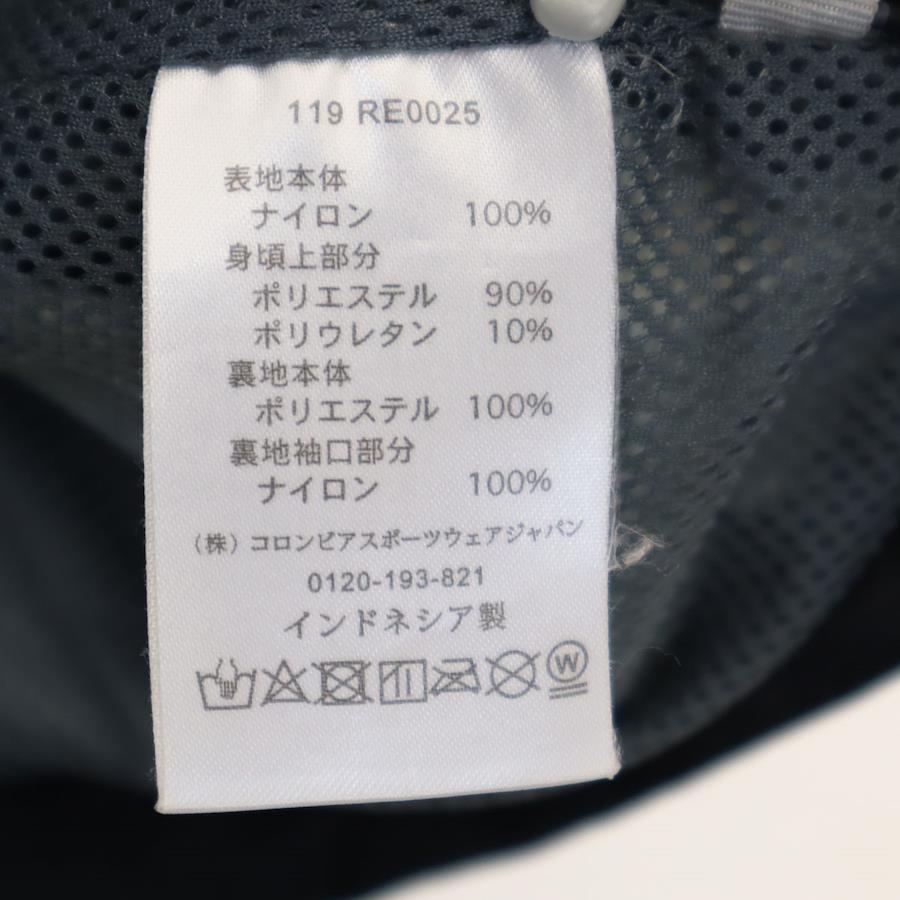 119 RE0025
表地本体
ナイロン 100%
身頃上部分
ポリエステル 90%
ポリウレタン 10%
裏地本体
ポリエステル 100%
裏地袖口部分
ナイロン 100%
（株）コロンビアスポーツウェアジャパン
0120-193-821
インドネシア製
W